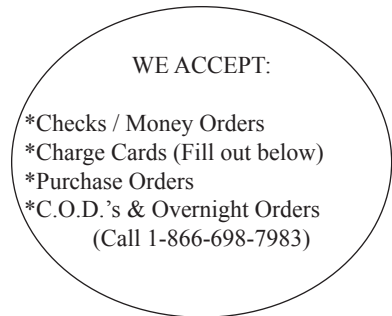 WE ACCEPT:
*Checks / Money Orders
*Charge Cards (Fill out below)
*Purchase Orders
*C.O.D.'s & Overnight Orders
(Call 1-866-698-7983)